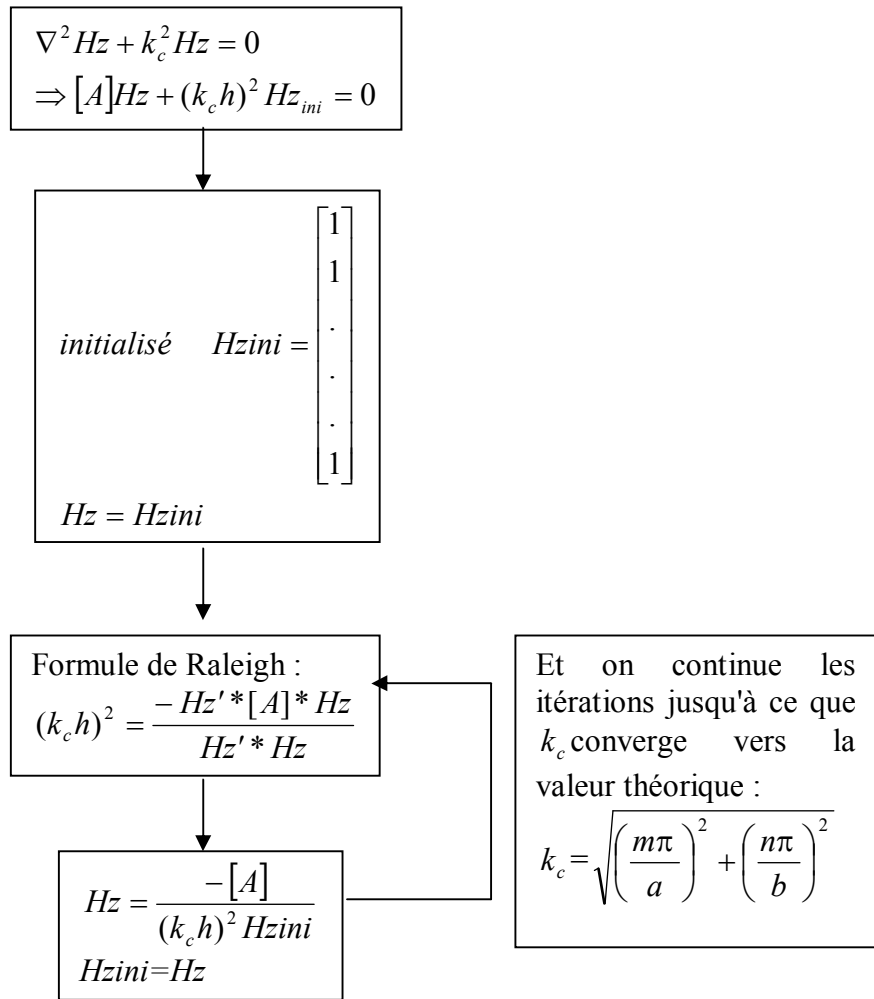 ∇²Hz + k_c²Hz = 0
⇒ [A]Hz + (k_c h)² Hz_ini = 0
initialisé Hzini = [1 1 . . . 1]
Hz = Hzini
Formule de Raleigh :
(k_c h)² = (−Hz′*[A]*Hz) / (Hz′*Hz)
Hz = −[A] / ((k_c h)² Hzini)
Hzini=Hz
Et on continue les
itérations jusqu'à ce que
k_c converge vers la
valeur théorique :
k_c = √((mπ/a)² + (nπ/b)²)